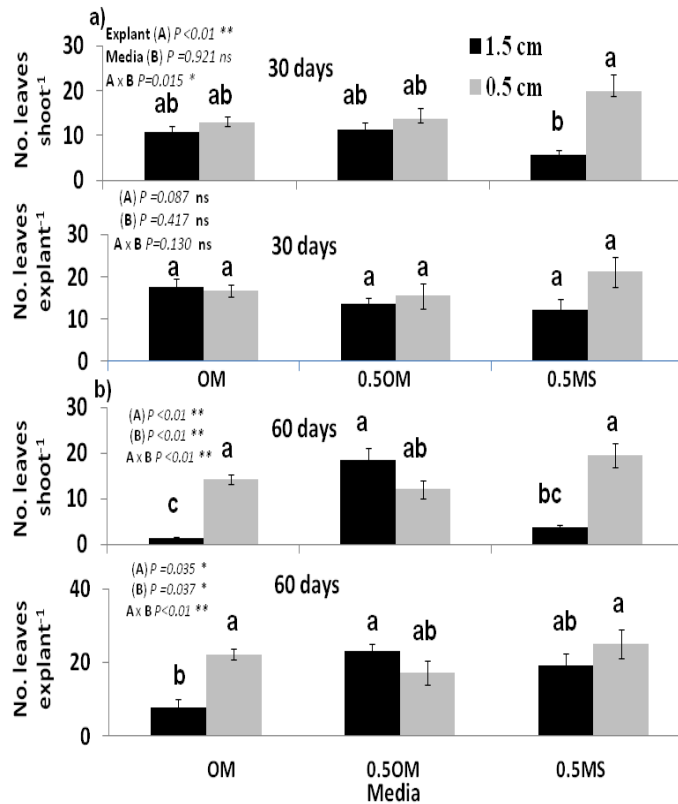 a)
Explant (A) P <0.01 **
Media (B) P =0.921 ns
A x B P=0.015 *
30 days
1.5 cm
0.5 cm
No. leaves
shoot⁻¹
30
20
10
0
ab ab ab ab b a
(A) P =0.087 ns
(B) P =0.417 ns
A x B P=0.130 ns
30 days
No. leaves
explant⁻¹
30
20
10
0
a a a a a a
OM 0.5OM 0.5MS
b)
(A) P <0.01 **
(B) P <0.01 **
A x B P <0.01 **
60 days
No. leaves
shoot⁻¹
30
20
10
0
c a a ab bc a
(A) P =0.035 *
(B) P =0.037 *
A x B P<0.01 **
60 days
No. leaves
explant⁻¹
40
20
0
b a a ab ab a
OM 0.5OM 0.5MS
Media